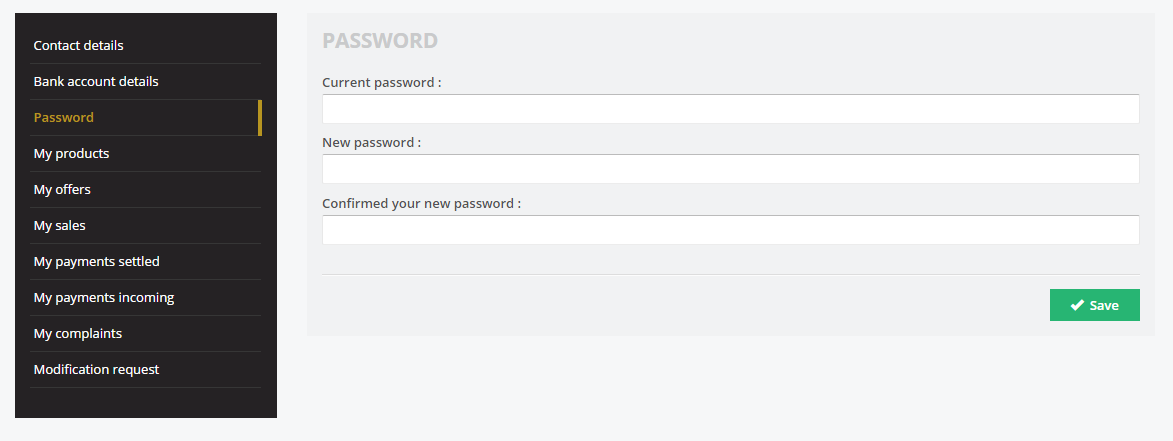 Contact details
Bank account details
Password
My products
My offers
My sales
My payments settled
My payments incoming
My complaints
Modification request
PASSWORD
Current password :
New password :
Confirmed your new password :
Save